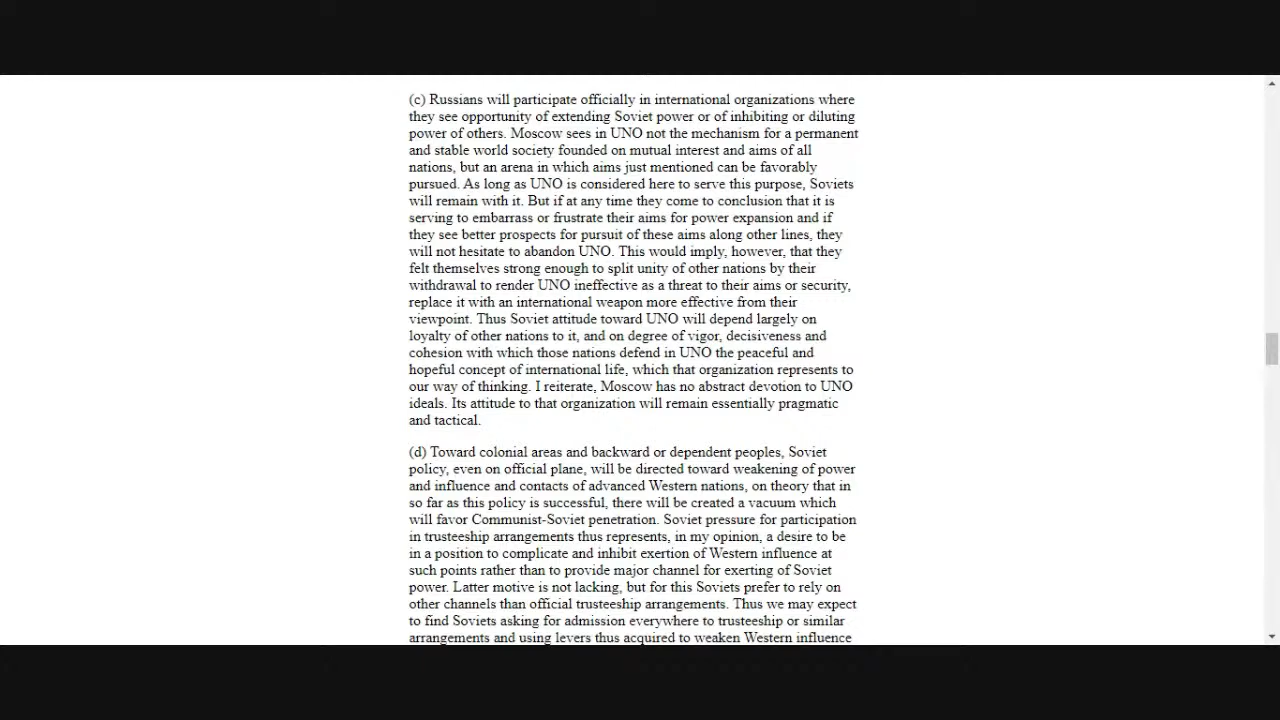 (c) Russians will participate officially in international organizations where
they see opportunity of extending Soviet power or of inhibiting or diluting
power of others. Moscow sees in UNO not the mechanism for a permanent
and stable world society founded on mutual interest and aims of all
nations, but an arena in which aims just mentioned can be favorably
pursued. As long as UNO is considered here to serve this purpose, Soviets
will remain with it. But if at any time they come to conclusion that it is
serving to embarrass or frustrate their aims for power expansion and if
they see better prospects for pursuit of these aims along other lines, they
will not hesitate to abandon UNO. This would imply, however, that they
felt themselves strong enough to split unity of other nations by their
withdrawal to render UNO ineffective as a threat to their aims or security,
replace it with an international weapon more effective from their
viewpoint. Thus Soviet attitude toward UNO will depend largely on
loyalty of other nations to it, and on degree of vigor, decisiveness and
cohesion with which those nations defend in UNO the peaceful and
hopeful concept of international life, which that organization represents to
our way of thinking. I reiterate, Moscow has no abstract devotion to UNO
ideals. Its attitude to that organization will remain essentially pragmatic
and tactical.
(d) Toward colonial areas and backward or dependent peoples, Soviet
policy, even on official plane, will be directed toward weakening of power
and influence and contacts of advanced Western nations, on theory that in
so far as this policy is successful, there will be created a vacuum which
will favor Communist-Soviet penetration. Soviet pressure for participation
in trusteeship arrangements thus represents, in my opinion, a desire to be
in a position to complicate and inhibit exertion of Western influence at
such points rather than to provide major channel for exerting of Soviet
power. Latter motive is not lacking, but for this Soviets prefer to rely on
other channels than official trusteeship arrangements. Thus we may expect
to find Soviets asking for admission everywhere to trusteeship or similar
arrangements and using levers thus acquired to weaken Western influence